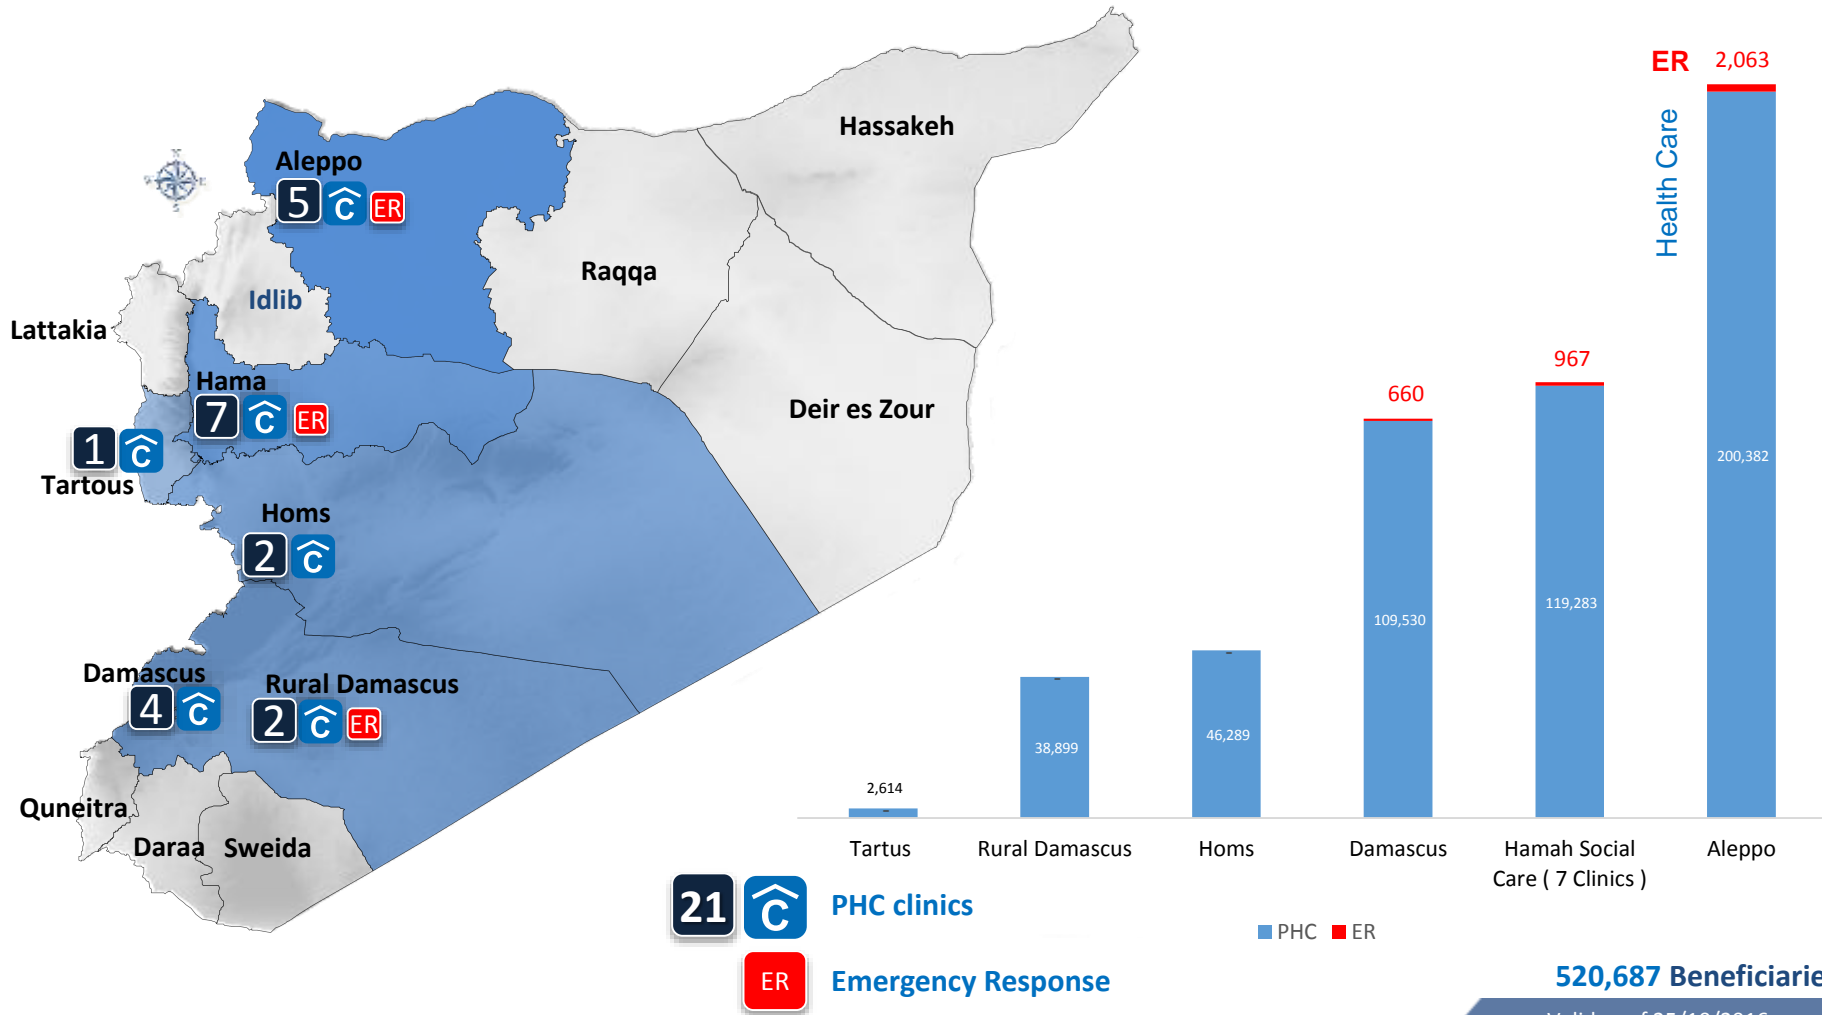 Aleppo
5 C ER
Hassakeh
Raqqa
Idlib
Lattakia
Hama
7 C ER
Deir es Zour
1 C
Tartous
Homs
2 C
Damascus
4 C
Rural Damascus
2 C ER
Quneitra
Daraa
Sweida
ER 2,063
Health Care
967
660
200,382
119,283
109,530
46,289
38,899
2,614
Tartus
Rural Damascus
Homs
Damascus
Hamah Social
Care ( 7 Clinics )
Aleppo
PHC ER
21 C PHC clinics
ER Emergency Response
520,687 Beneficiarie